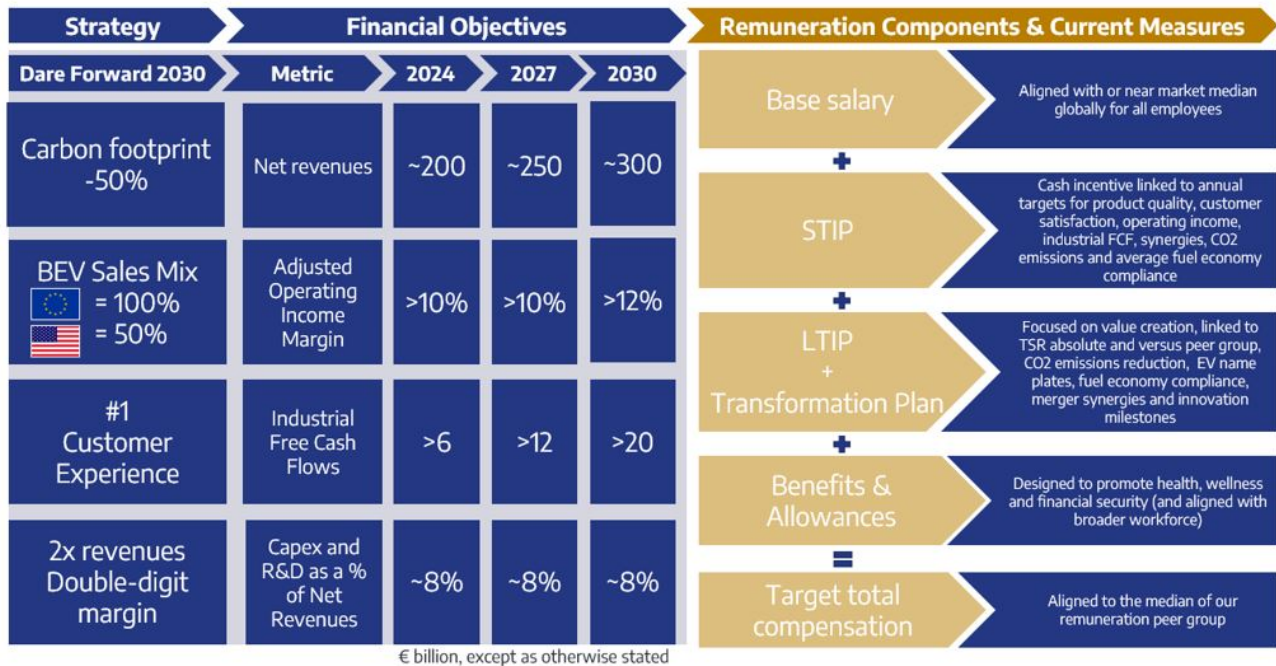 Strategy
Financial Objectives
Remuneration Components & Current Measures
Dare Forward 2030
Metric
2024
2027
2030
Carbon footprint
-50%
Net revenues
~200
~250
~300
BEV Sales Mix
= 100%
= 50%
Adjusted
Operating
Income
Margin
>10%
>10%
>12%
#1
Customer
Experience
Industrial
Free Cash
Flows
>6
>12
>20
2x revenues
Double-digit
margin
Capex and
R&D as a %
of Net
Revenues
~8%
~8%
~8%
€ billion, except as otherwise stated
Base salary
Aligned with or near market median
globally for all employees
+
STIP
Cash incentive linked to annual
targets for product quality, customer
satisfaction, operating income,
industrial FCF, synergies, CO2
emissions and average fuel economy
compliance
+
LTIP
+
Transformation Plan
Focused on value creation, linked to
TSR absolute and versus peer group,
CO2 emissions reduction, EV name
plates, fuel economy compliance,
merger synergies and innovation
milestones
+
Benefits &
Allowances
Designed to promote health, wellness
and financial security (and aligned with
broader workforce)
=
Target total
compensation
Aligned to the median of our
remuneration peer group